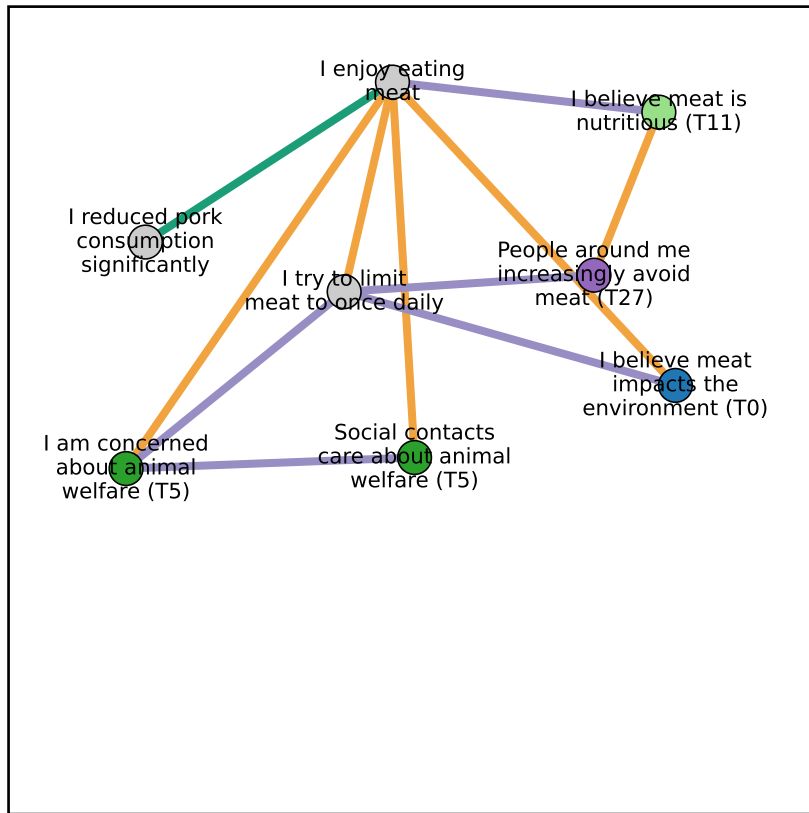 I enjoy eating
meat
I believe meat is
nutritious (T11)
I reduced pork
consumption
significantly
People around me
increasingly avoid
meat (T27)
I try to limit
meat to once daily
I believe meat
impacts the
environment (T0)
I am concerned
about animal
welfare (T5)
Social contacts
care about animal
welfare (T5)